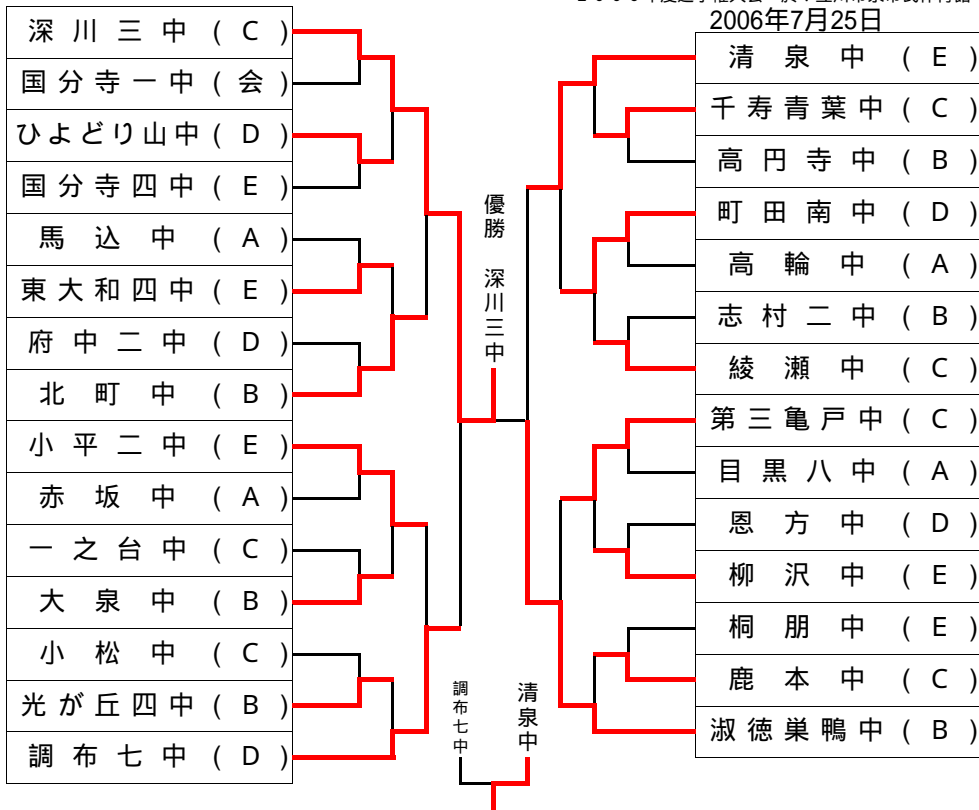 2006年7月25日
深川三中(C)
国分寺一中(会)
ひよどり山中(D)
国分寺四中(E)
馬込中(A)
東大和四中(E)
府中二中(D)
北町中(B)
小平二中(E)
赤坂中(A)
一之台中(C)
大泉中(B)
小松中(C)
光が丘四中(B)
調布七中(D)
優勝 深川三中
調布七中
清泉中
清泉中(E)
千寿青葉中(C)
高円寺中(B)
町田南中(D)
高輪中(A)
志村二中(B)
綾瀬中(C)
第三亀戸中(C)
目黒八中(A)
恩方中(D)
柳沢中(E)
桐朋中(E)
鹿本中(C)
淑徳巣鴨中(B)